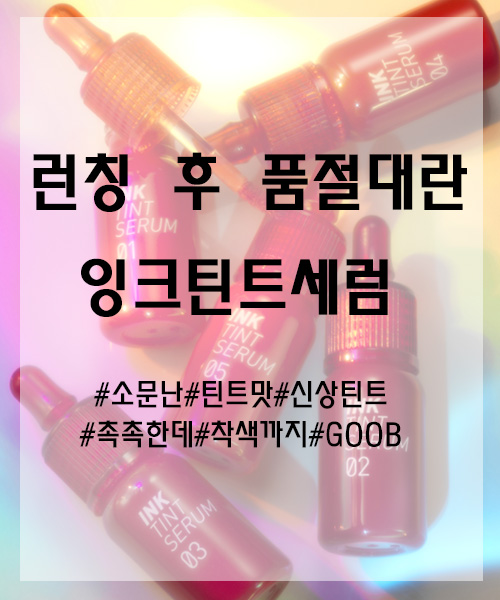 런칭 후 품절대란
잉크틴트세럼
#소문난#틴트맛#신상틴트
#촉촉한데#착색까지#GOOB
INK
TINT
SERUM
04
INK
TINT
SERUM
01
INK
TINT
SERUM
05
INK
TINT
SERUM
02
INK
TINT
SERUM
03